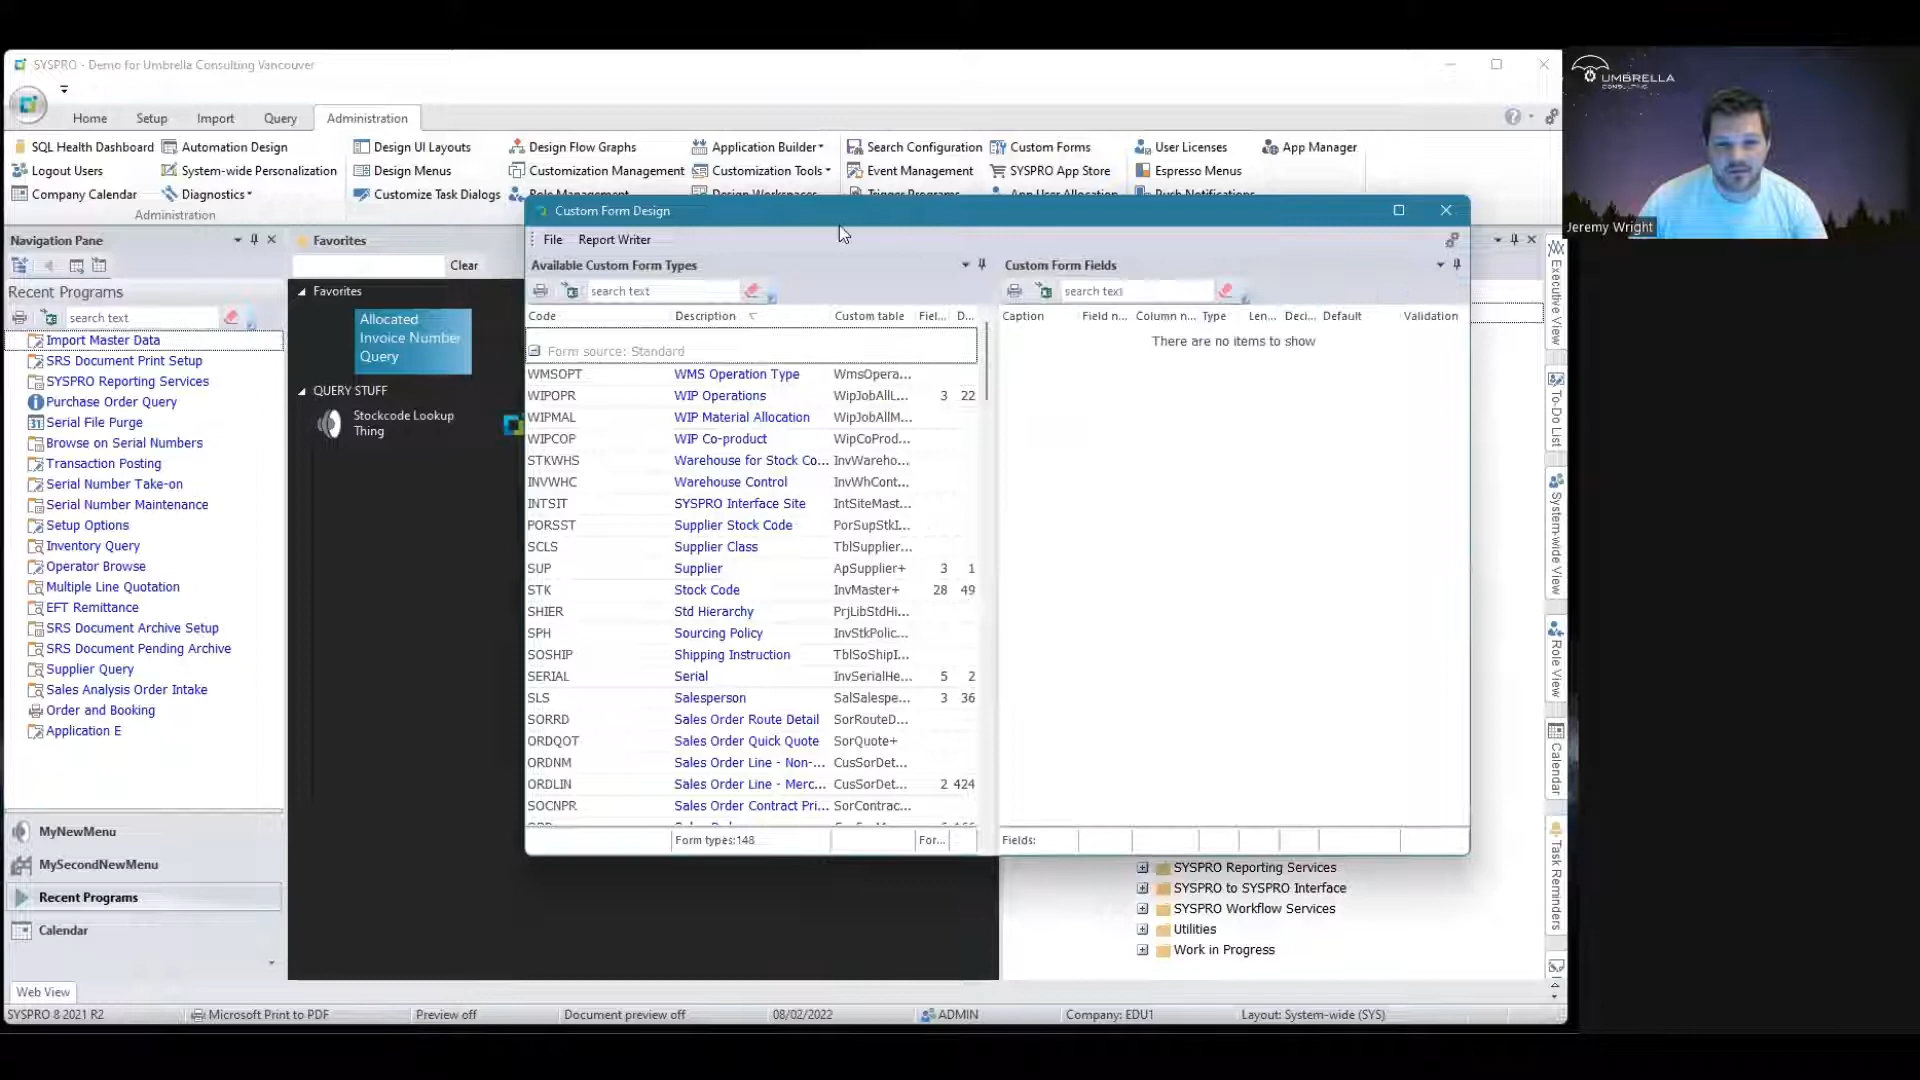 SYSPRO - Demo for Umbrella Consulting Vancouver
Home Setup Import Query Administration
SQL Health Dashboard Automation Design Design UI Layouts Design Flow Graphs Application Builder Search Configuration Custom Forms User Licenses App Manager
Logout Users System-wide Personalization Design Menus Customization Management Customization Tools Event Management SYSPRO App Store Espresso Menus
Company Calendar Diagnostics Customize Task Dialogs Role Management Design Workspaces Trigger Programs App User Allocation Push Notifications
Administration
UMBRELLA
CONSULTING
Jeremy Wright
Navigation Pane
Recent Programs
search text
Import Master Data
SRS Document Print Setup
SYSPRO Reporting Services
Purchase Order Query
Serial File Purge
Browse on Serial Numbers
Transaction Posting
Serial Number Take-on
Serial Number Maintenance
Setup Options
Inventory Query
Operator Browse
Multiple Line Quotation
EFT Remittance
SRS Document Archive Setup
SRS Document Pending Archive
Supplier Query
Sales Analysis Order Intake
Order and Booking
Application E
MyNewMenu
MySecondNewMenu
Recent Programs
Calendar
Favorites
Clear
Favorites
Allocated
Invoice Number
Query
QUERY STUFF
Stockcode Lookup
Thing
Custom Form Design
File Report Writer
Available Custom Form Types
search text
Code Description Custom table Fiel... D...
Form source: Standard
WMSOPT WMS Operation Type WmsOpera...
WIPOPR WIP Operations WipJobAllL... 3 22
WIPMAL WIP Material Allocation WipJobAllM...
WIPCOP WIP Co-product WipCoProd...
STKWHS Warehouse for Stock Co... InvWareho...
INVWHC Warehouse Control InvWhCont...
INTSIT SYSPRO Interface Site IntSiteMast...
PORSST Supplier Stock Code PorSupStkI...
SCLS Supplier Class TblSupplier...
SUP Supplier ApSupplier+ 3 1
STK Stock Code InvMaster+ 28 49
SHIER Std Hierarchy PrjLibStdHi...
SPH Sourcing Policy InvStkPolic...
SOSHIP Shipping Instruction TblSoShipI...
SERIAL Serial InvSerialHe... 5 2
SLS Salesperson SalSalespe... 3 36
SORRD Sales Order Route Detail SorRouteD...
ORDQOT Sales Order Quick Quote SorQuote+
ORDNM Sales Order Line - Non-... CusSorDet...
ORDLIN Sales Order Line - Merc... CusSorDet... 2 424
SOCNPR Sales Order Contract Pri... SorContrac...
Form types:148 For...
Custom Form Fields
search text
Caption Field n... Column n... Type Len... Deci... Default Validation
There are no items to show
Fields:
SYSPRO Reporting Services
SYSPRO to SYSPRO Interface
SYSPRO Workflow Services
Utilities
Work in Progress
Executive View
To-Do List
System-wide View
Role View
Calendar
Task Reminders
Web View
SYSPRO 8 2021 R2 Microsoft Print to PDF Preview off Document preview off 08/02/2022 ADMIN Company: EDU1 Layout: System-wide (SYS)